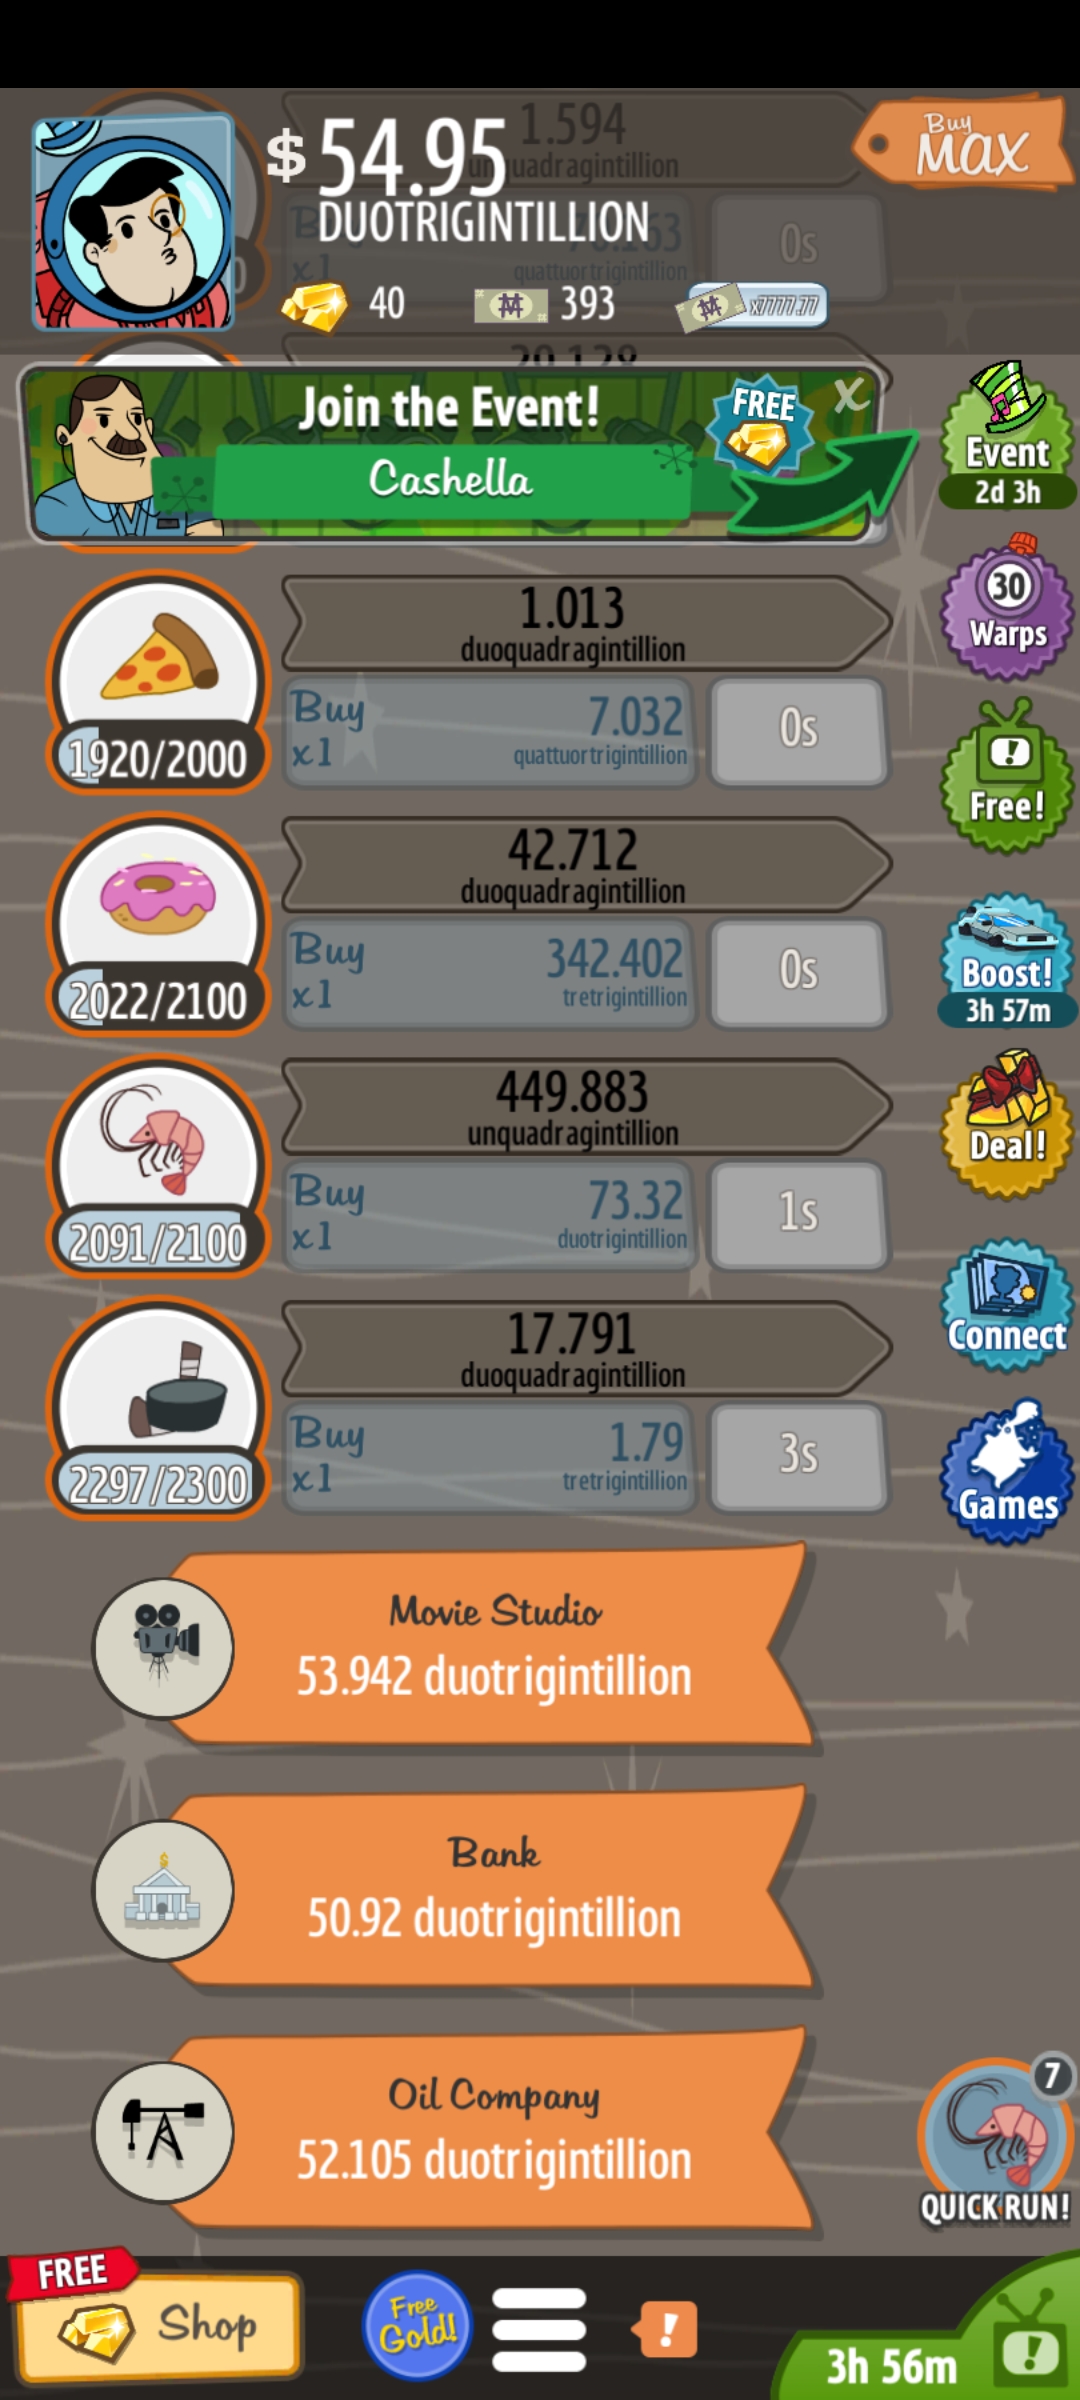 1.594
unquadragintillion
Buy
MAX
$ 54.95
DUOTRIGINTILLION
x1
quattuortrigintillion
0s
40
393
x7777.77
20.128
Join the Event!
FREE
X
Cashella
Event
2d 3h
1.013
duoquadragintillion
30
Warps
1920/2000
Buy
x1
7.032
quattuortrigintillion
0s
Free!
42.712
duoquadragintillion
2022/2100
Buy
x1
342.402
tretrigintillion
0s
Boost!
3h 57m
449.883
unquadragintillion
Deal!
2091/2100
Buy
x1
73.32
duotrigintillion
1s
17.791
duoquadragintillion
Connect
2297/2300
Buy
x1
1.79
tretrigintillion
3s
Games
Movie Studio
53.942 duotrigintillion
Bank
50.92 duotrigintillion
Oil Company
52.105 duotrigintillion
7
QUICK RUN!
FREE
Shop
Free
Gold!
!
3h 56m